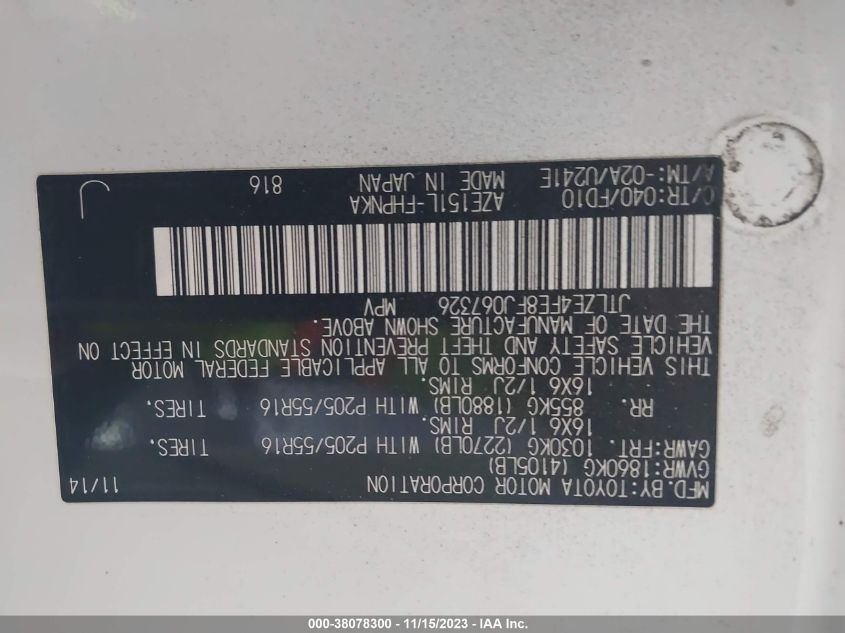 MFD.BY:TOYOTA MOTOR CORPORATION 11/14
GVWR:1860KG (4105LB)
GAWR:FRT. 1030KG (2270LB) WITH P205/55R16 TIRES.
16X6 1/2J RIMS.
RR. 855KG (1880LB) WITH P205/55R16 TIRES.
16X6 1/2J RIMS.
THIS VEHICLE CONFORMS TO ALL APPLICABLE FEDERAL MOTOR
VEHICLE SAFETY AND THEFT PREVENTION STANDARDS IN EFFECT ON
THE DATE OF MANUFACTURE SHOWN ABOVE.
JTLZE4FE8FJ067326 MPV
C/TR:040/FD10 AZE151L-FHPNKA
A/TM:-02A/U241E MADE IN JAPAN 816
000-38078300 - 11/15/2023 - IAA Inc.